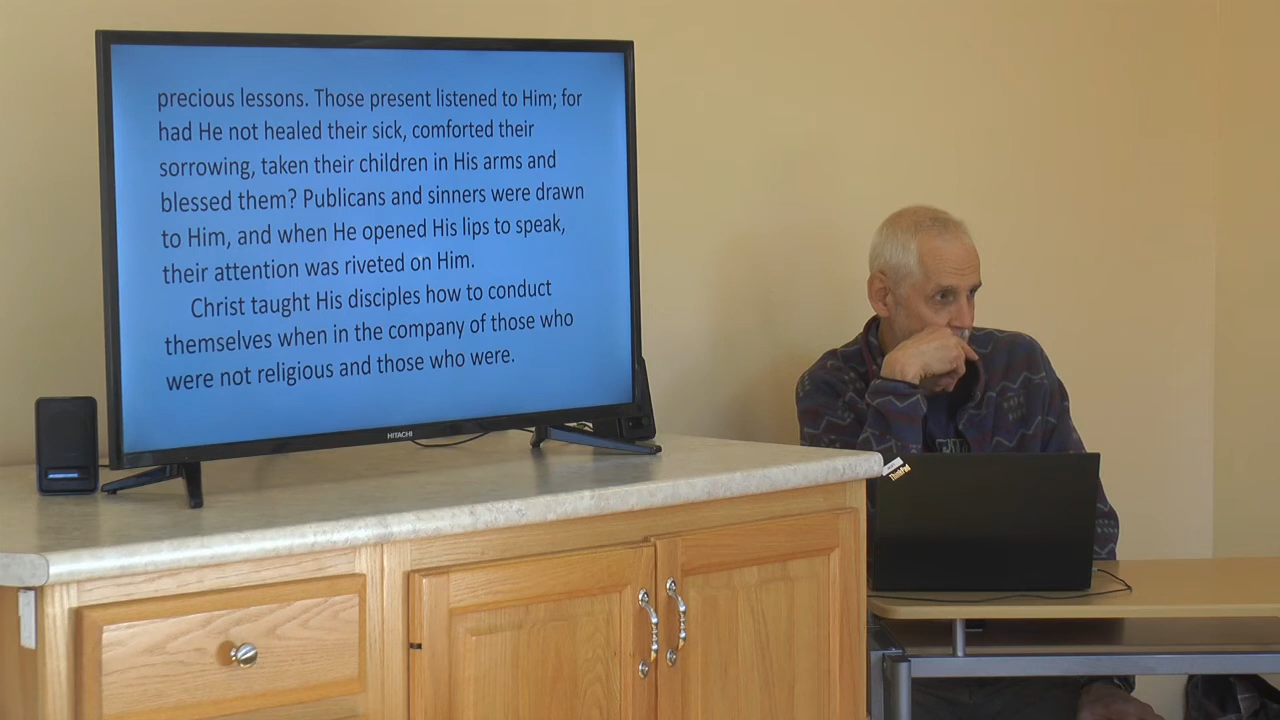 precious lessons. Those present listened to Him; for
had He not healed their sick, comforted their
sorrowing, taken their children in His arms and
blessed them? Publicans and sinners were drawn
to Him, and when He opened His lips to speak,
their attention was riveted on Him.
Christ taught His disciples how to conduct
themselves when in the company of those who
were not religious and those who were.
HITACHI
ThinkPad